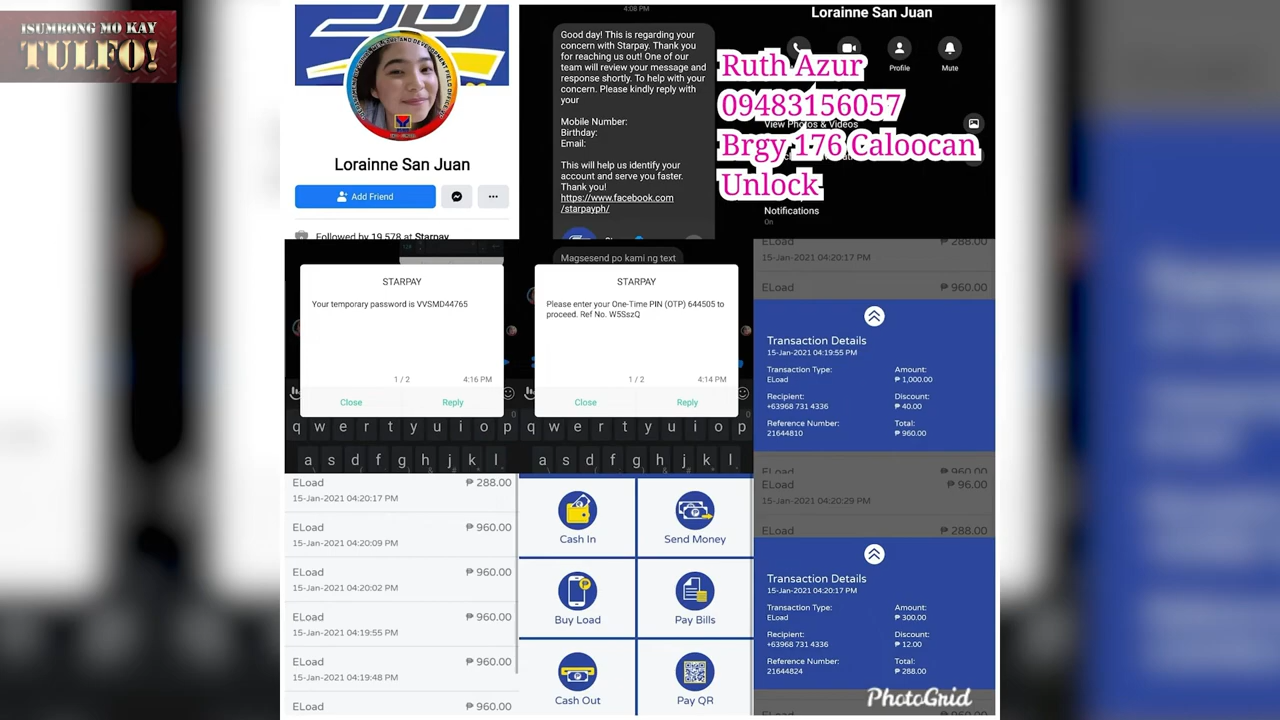 ISUMBONG MO KAY
TULFO!
Lorainne San Juan
Add Friend
Followed by 19,578 at Starpay
4:08 PM
Good day! This is regarding your
concern with Starpay. Thank you
for reaching us out! One of our
team will review your message and
response shortly. To help with your
concern. Please kindly reply with
your
Mobile Number:
Birthday:
Email:
This will help us identify your
account and serve you faster.
Thank you!
https://www.facebook.com
/starpayph/
Lorainne San Juan
Profile
Mute
Ruth Azur
09483156057
View Photos & Videos
Brgy 176 Caloocan
Unlock
Notifications
On
STARPAY
Your temporary password is VVSMD44765
1 / 2
4:16 PM
Close
Reply
q w e r t y u i o p
a s d f g h j k l
Magsesend po kami ng text
STARPAY
Please enter your One-Time PIN (OTP) 644505 to
proceed. Ref No. W5SszQ
1 / 2
4:14 PM
Close
Reply
q w e r t y u i o p
a s d f g h j k l
ELoad
₱ 288.00
15-Jan-2021 04:20:17 PM
ELoad
₱ 960.00
Transaction Details
15-Jan-2021 04:19:55 PM
Transaction Type:
ELoad
Amount:
₱ 1,000.00
Recipient:
+63968 731 4336
Discount:
₱ 40.00
Reference Number:
21644810
Total:
₱ 960.00
ELoad
₱ 288.00
15-Jan-2021 04:20:17 PM
ELoad
₱ 960.00
15-Jan-2021 04:20:09 PM
ELoad
₱ 960.00
15-Jan-2021 04:20:02 PM
ELoad
₱ 960.00
15-Jan-2021 04:19:55 PM
ELoad
₱ 960.00
15-Jan-2021 04:19:48 PM
ELoad
₱ 960.00
Cash In
Send Money
Buy Load
Pay Bills
Cash Out
Pay QR
ELoad
₱ 960.00
₱ 96.00
15-Jan-2021 04:20:29 PM
ELoad
₱ 288.00
Transaction Details
15-Jan-2021 04:20:17 PM
Transaction Type:
ELoad
Amount:
₱ 300.00
Recipient:
+63968 731 4336
Discount:
₱ 12.00
Reference Number:
21644824
Total:
₱ 288.00
PhotoGrid